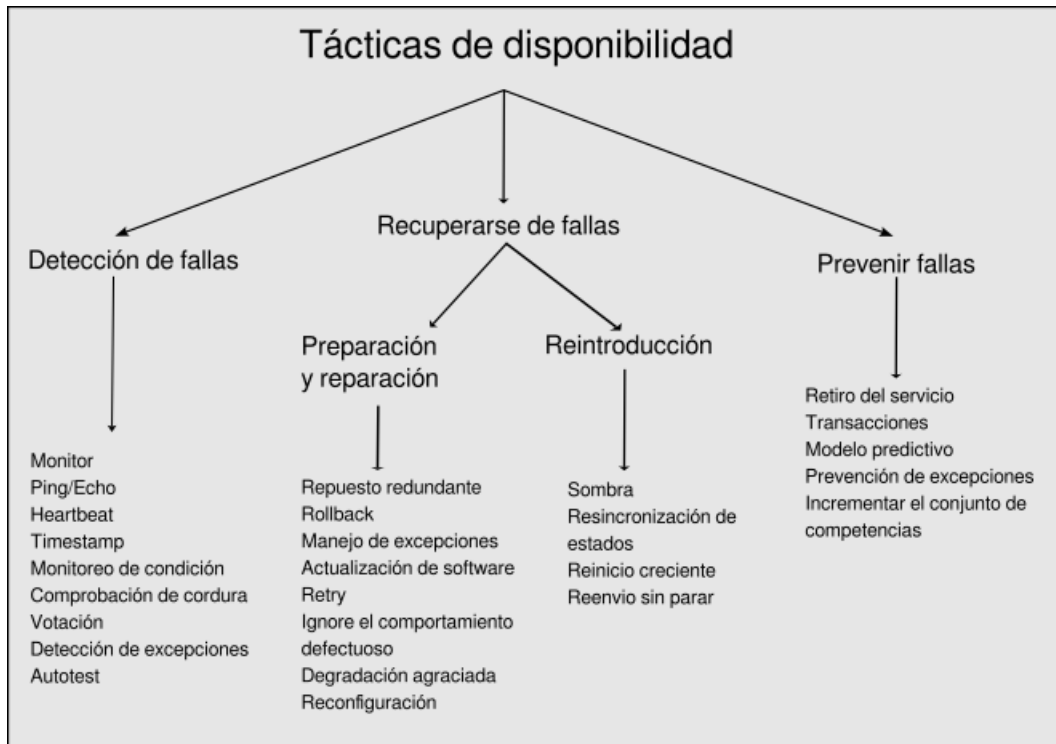 Tácticas de disponibilidad
Recuperarse de fallas
Detección de fallas
Prevenir fallas
Preparación
y reparación
Reintroducción
Monitor
Ping/Echo
Heartbeat
Timestamp
Monitoreo de condición
Comprobación de cordura
Votación
Detección de excepciones
Autotest
Repuesto redundante
Rollback
Manejo de excepciones
Actualización de software
Retry
Ignore el comportamiento
defectuoso
Degradación agraciada
Reconfiguración
Sombra
Resincronización de
estados
Reinicio creciente
Reenvio sin parar
Retiro del servicio
Transacciones
Modelo predictivo
Prevención de excepciones
Incrementar el conjunto de
competencias